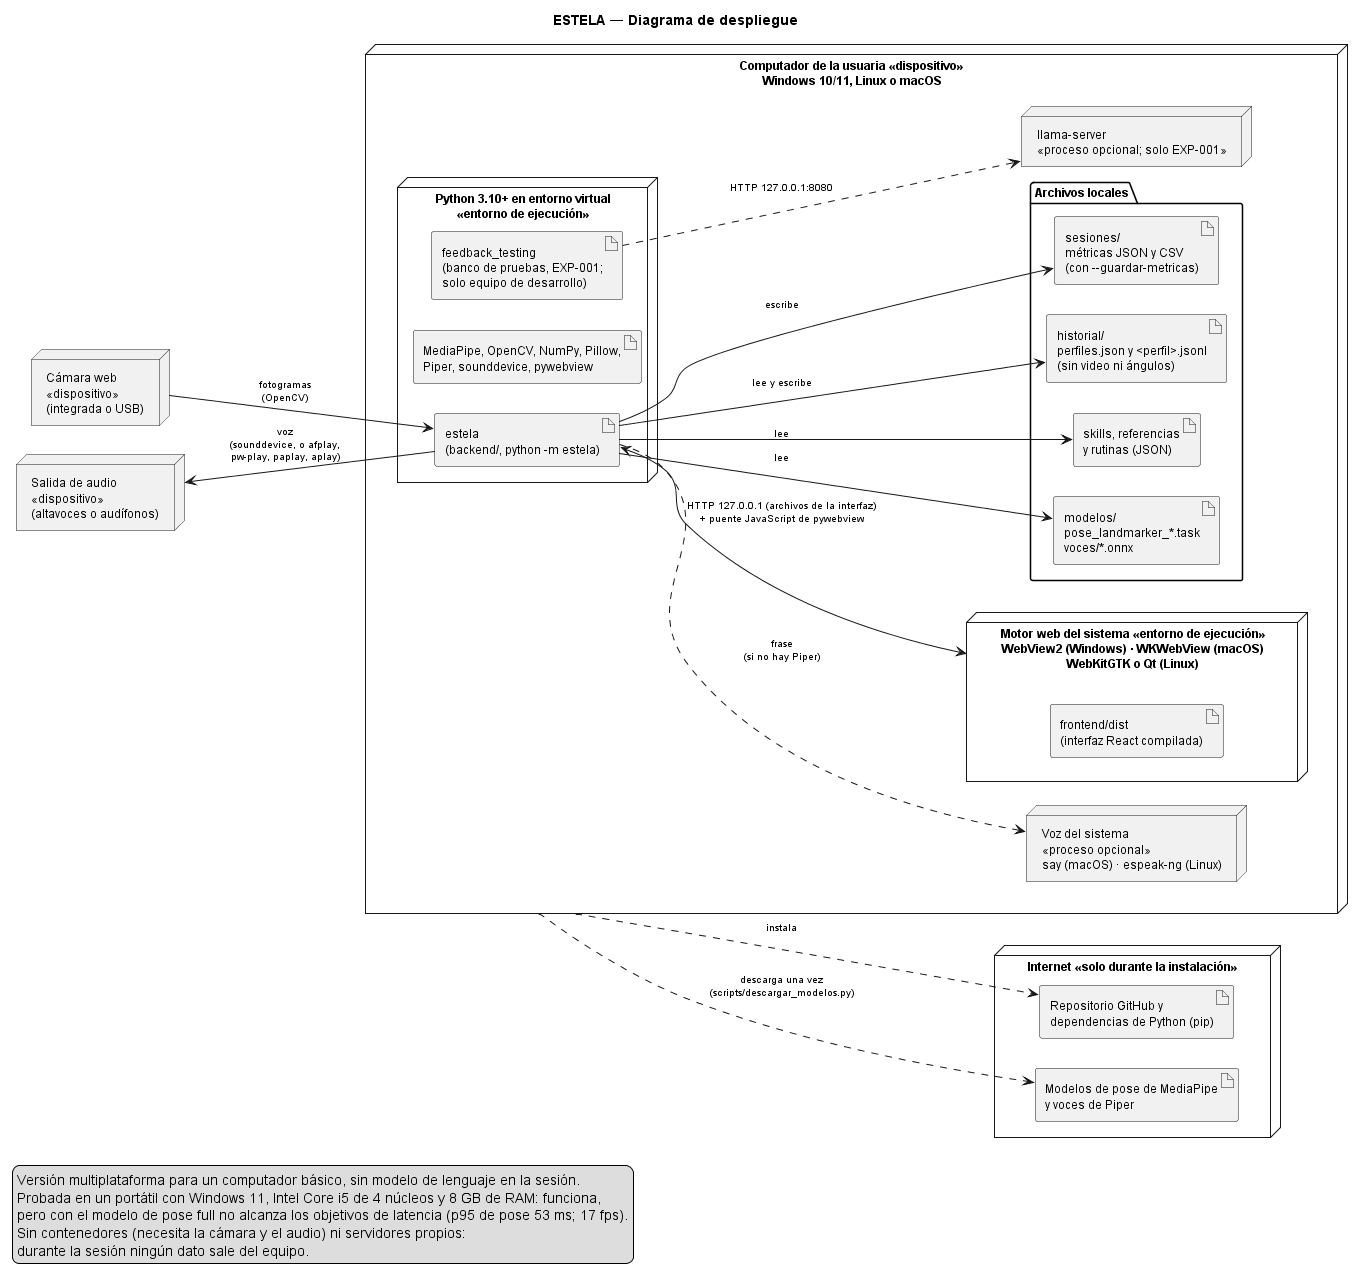 ESTELA — Diagrama de despliegue
Computador de la usuaria «dispositivo»
Windows 10/11, Linux o macOS
llama-server
«proceso opcional; solo EXP-001»
HTTP 127.0.0.1:8080
Python 3.10+ en entorno virtual
«entorno de ejecución»
feedback_testing
(banco de pruebas, EXP-001;
solo equipo de desarrollo)
MediaPipe, OpenCV, NumPy, Pillow,
Piper, sounddevice, pywebview
estela
(backend/, python -m estela)
Archivos locales
sesiones/
métricas JSON y CSV
(con --guardar-metricas)
historial/
perfiles.json y <perfil>.jsonl
(sin video ni ángulos)
skills, referencias
y rutinas (JSON)
modelos/
pose_landmarker_*.task
voces/*.onnx
escribe
lee y escribe
lee
lee
Cámara web
«dispositivo»
(integrada o USB)
fotogramas
(OpenCV)
voz
(sounddevice, o afplay,
pw-play, paplay, aplay)
Salida de audio
«dispositivo»
(altavoces o audífonos)
HTTP 127.0.0.1 (archivos de la interfaz)
+ puente JavaScript de pywebview
Motor web del sistema «entorno de ejecución»
WebView2 (Windows) · WKWebView (macOS)
WebKitGTK o Qt (Linux)
frontend/dist
(interfaz React compilada)
frase
(si no hay Piper)
Voz del sistema
«proceso opcional»
say (macOS) · espeak-ng (Linux)
instala
descarga una vez
(scripts/descargar_modelos.py)
Internet «solo durante la instalación»
Repositorio GitHub y
dependencias de Python (pip)
Modelos de pose de MediaPipe
y voces de Piper
Versión multiplataforma para un computador básico, sin modelo de lenguaje en la sesión.
Probada en un portátil con Windows 11, Intel Core i5 de 4 núcleos y 8 GB de RAM: funciona,
pero con el modelo de pose full no alcanza los objetivos de latencia (p95 de pose 53 ms; 17 fps).
Sin contenedores (necesita la cámara y el audio) ni servidores propios:
durante la sesión ningún dato sale del equipo.